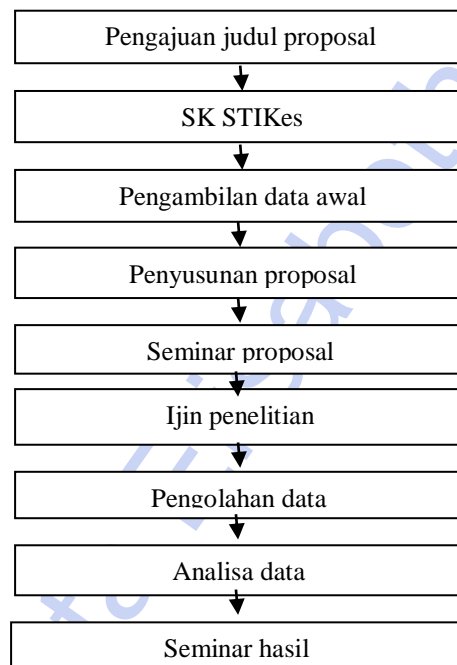 Pengajuan judul proposal
SK STIKes
Pengambilan data awal
Penyusunan proposal
Seminar proposal
Ijin penelitian
Pengolahan data
Analisa data
Seminar hasil